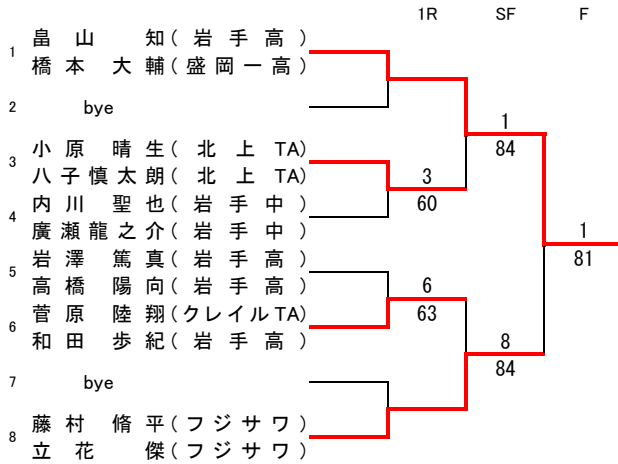 1R SF F
1 畠山 知(岩手高)
橋本 大輔(盛岡一高)
2 bye
1
84
3 小原 晴生(北上TA)
八子慎太朗(北上TA)
3
60
4 内川 聖也(岩手中)
廣瀬龍之介(岩手中)
1
81
5 岩澤 篤真(岩手高)
高橋 陽向(岩手高)
6
63
6 菅原 陸翔(クレイルTA)
和田 歩紀(岩手高)
8
84
7 bye
8 藤村 脩平(フジサワ)
立花 傑(フジサワ)